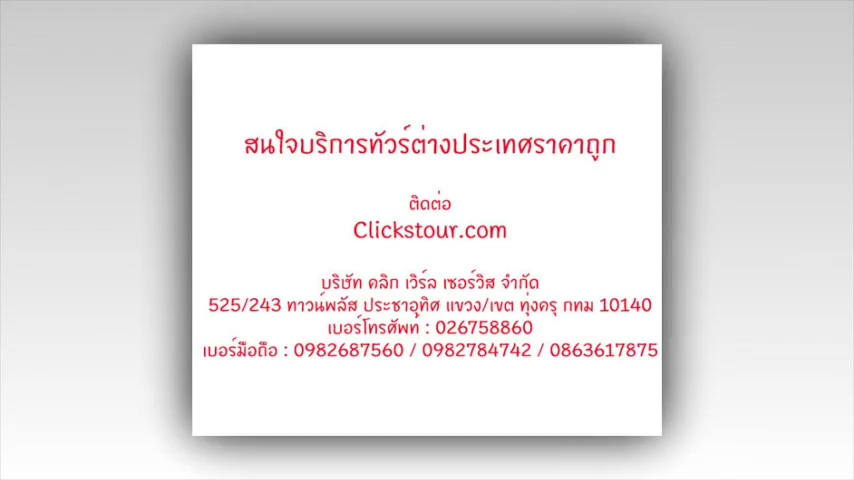 สนใจบริการทัวร์ต่างประเทศราคาถูก
ติดต่อ
Clickstour.com
บริษัท คลิก เวิร์ล เซอร์วิส จำกัด
525/243 ทาวน์พลัส ประชาอุทิศ แขวง/เขต ทุ่งครุ กทม 10140
เบอร์โทรศัพท์ : 026758860
เบอร์มือถือ : 0982687560 / 0982784742 / 0863617875